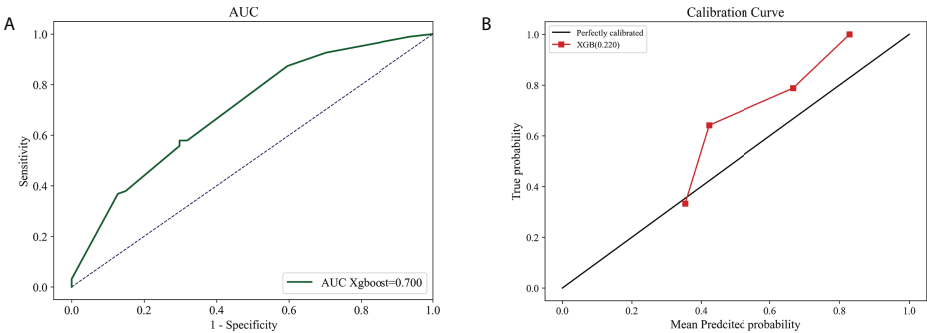 A
AUC
1.0
0.8
0.6
0.4
0.2
0.0
Sensitivity
AUC Xgboost=0.700
0.0 0.2 0.4 0.6 0.8 1.0
1 - Specificity
B
Calibration Curve
Perfectly calibrated
XGB(0.220)
1.0
0.8
0.6
0.4
0.2
0.0
True probability
0.0 0.2 0.4 0.6 0.8 1.0
Mean Predcitec probability